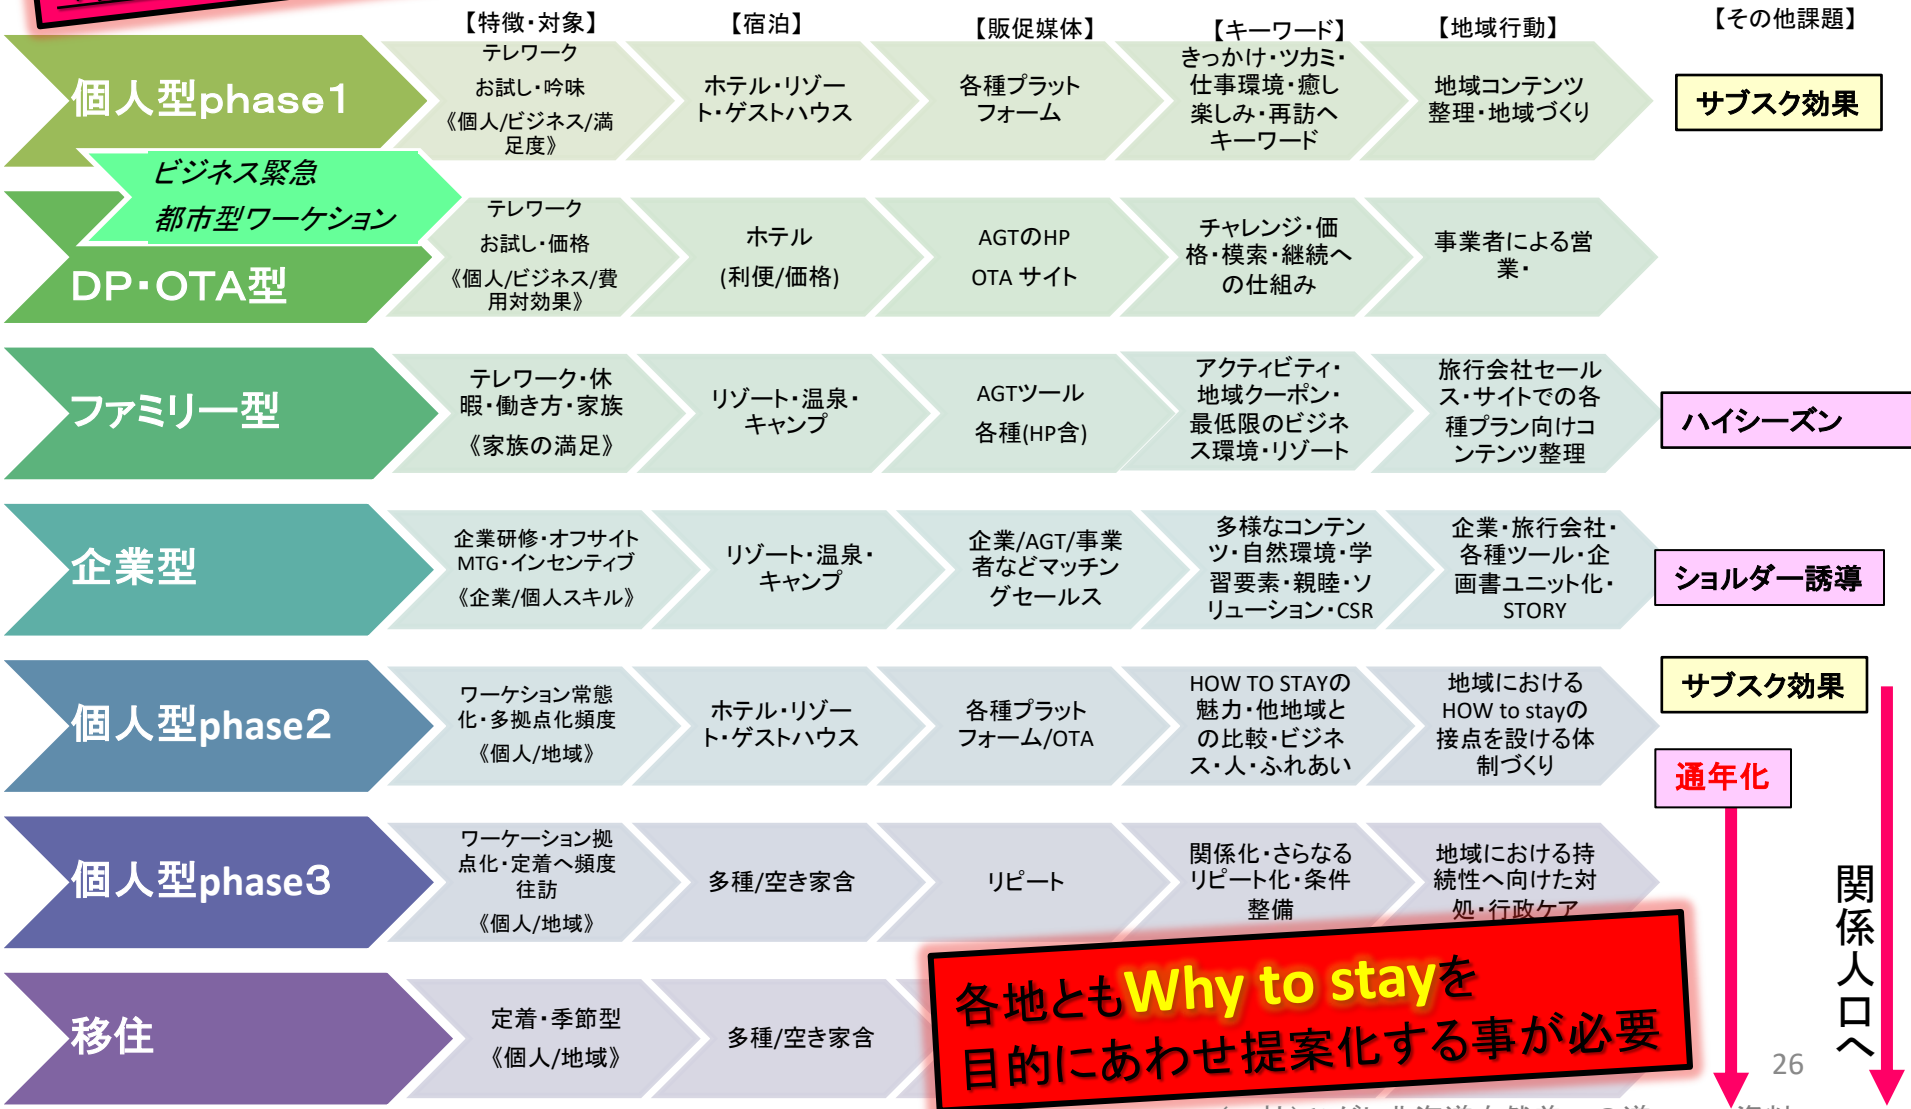 【特徴・対象】
【宿泊】
【販促媒体】
【キーワード】
【地域行動】
【その他課題】
個人型phase1
テレワーク
お試し・吟味
《個人/ビジネス/満
足度》
ホテル・リゾー
ト・ゲストハウス
各種プラット
フォーム
きっかけ・ツカミ・
仕事環境・癒し
楽しみ・再訪へ
キーワード
地域コンテンツ
整理・地域づくり
サブスク効果
ビジネス緊急
都市型ワーケション
DP・OTA型
テレワーク
お試し・価格
《個人/ビジネス/費
用対効果》
ホテル
(利便/価格)
AGTのHP
OTA サイト
チャレンジ・価
格・模索・継続へ
の仕組み
事業者による営
業・
ファミリー型
テレワーク・休
暇・働き方・家族
《家族の満足》
リゾート・温泉・
キャンプ
AGTツール
各種(HP含)
アクティビティ・
地域クーポン・
最低限のビジネ
ス環境・リゾート
旅行会社セール
ス・サイトでの各
種プラン向けコ
ンテンツ整理
ハイシーズン
企業型
企業研修・オフサイト
MTG・インセンティブ
《企業/個人スキル》
リゾート・温泉・
キャンプ
企業/AGT/事業
者などマッチン
グセールス
多様なコンテン
ツ・自然環境・学
習要素・親睦・ソ
リューション・CSR
企業・旅行会社・
各種ツール・企
画書ユニット化・
STORY
ショルダー誘導
個人型phase2
ワーケション常態
化・多拠点化頻度
《個人/地域》
ホテル・リゾー
ト・ゲストハウス
各種プラット
フォーム/OTA
HOW TO STAYの
魅力・他地域と
の比較・ビジネ
ス・人・ふれあい
地域における
HOW to stayの
接点を設ける体
制づくり
サブスク効果
通年化
個人型phase3
ワーケーション拠
点化・定着へ頻度
往訪
《個人/地域》
多種/空き家含
リピート
関係化・さらなる
リピート化・条件
整備
地域における持
続性へ向けた対
処・行政ケア
関係人口へ
移住
定着・季節型
《個人/地域》
多種/空き家含
各地ともWhy to stayを
目的にあわせ提案化する事が必要
26